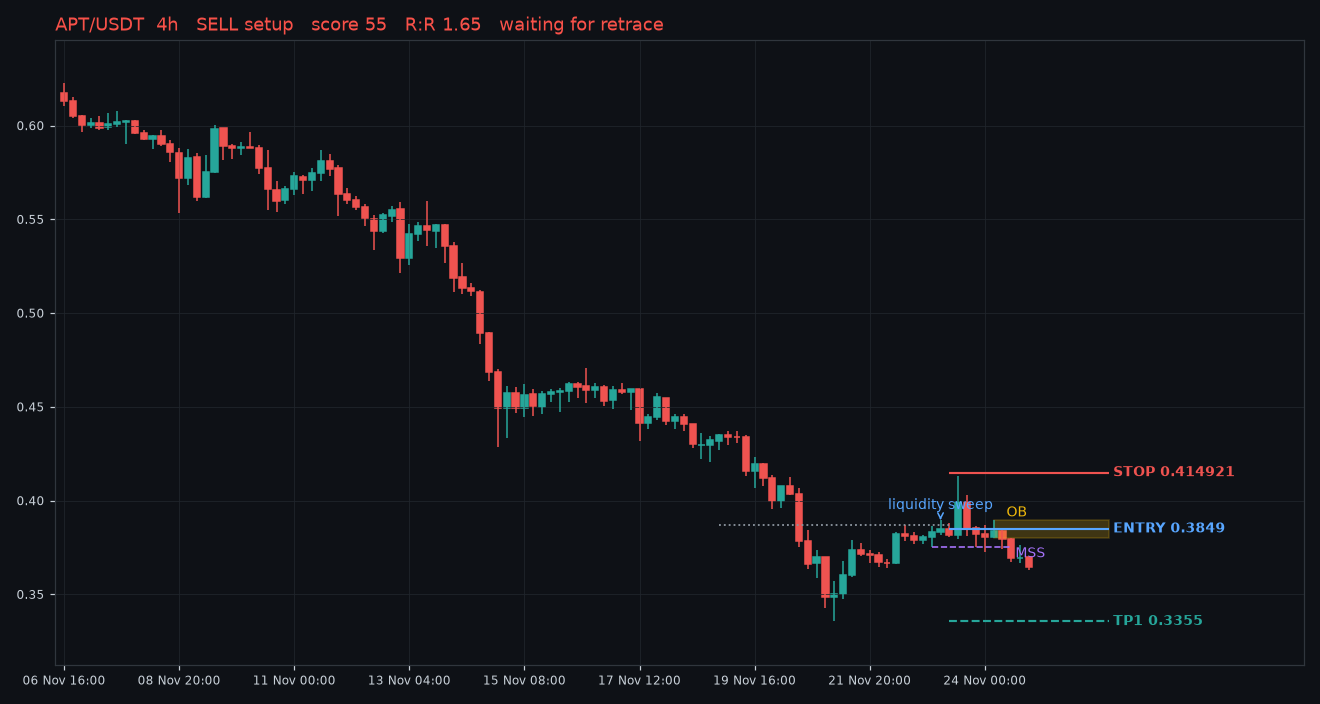 APT/USDT 4h SELL setup score 55 R:R 1.65 waiting for retrace
0.60
0.55
0.50
0.45
0.40
0.35
STOP 0.414921
liquidity sweep
OB
ENTRY 0.3849
MSS
TP1 0.3355
06 Nov 16:00
08 Nov 20:00
11 Nov 00:00
13 Nov 04:00
15 Nov 08:00
17 Nov 12:00
19 Nov 16:00
21 Nov 20:00
24 Nov 00:00